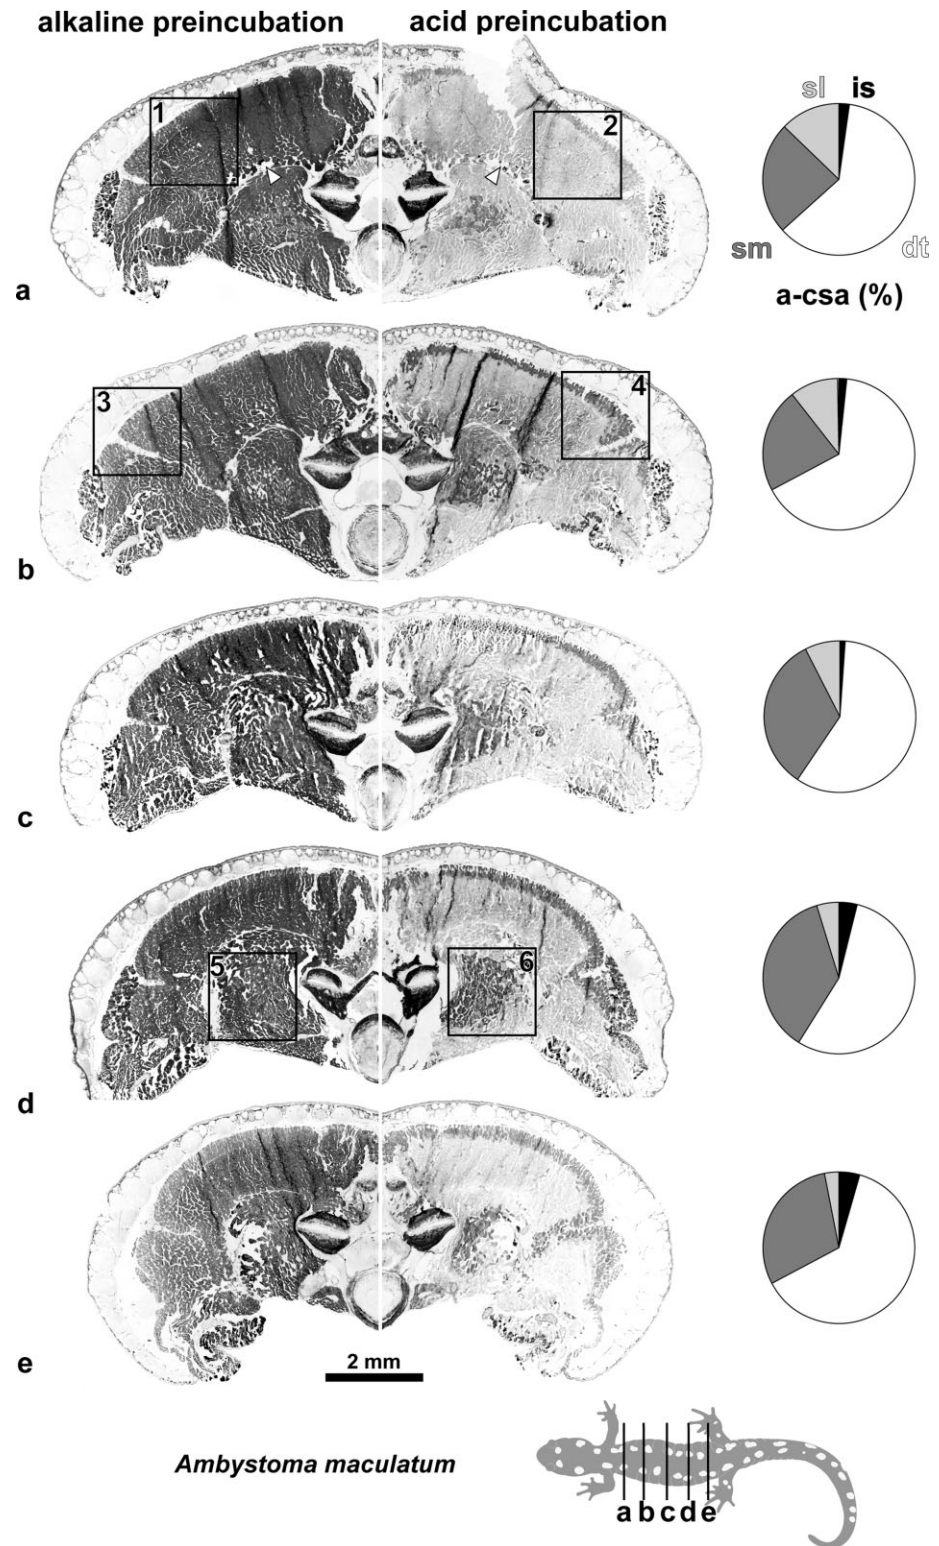 alkaline preincubation acid preincubation
1 2 sl is
sm dt
a a-csa (%)
3 4
b
c
5 6
d
e
2 mm
Ambystoma maculatum
a b c d e